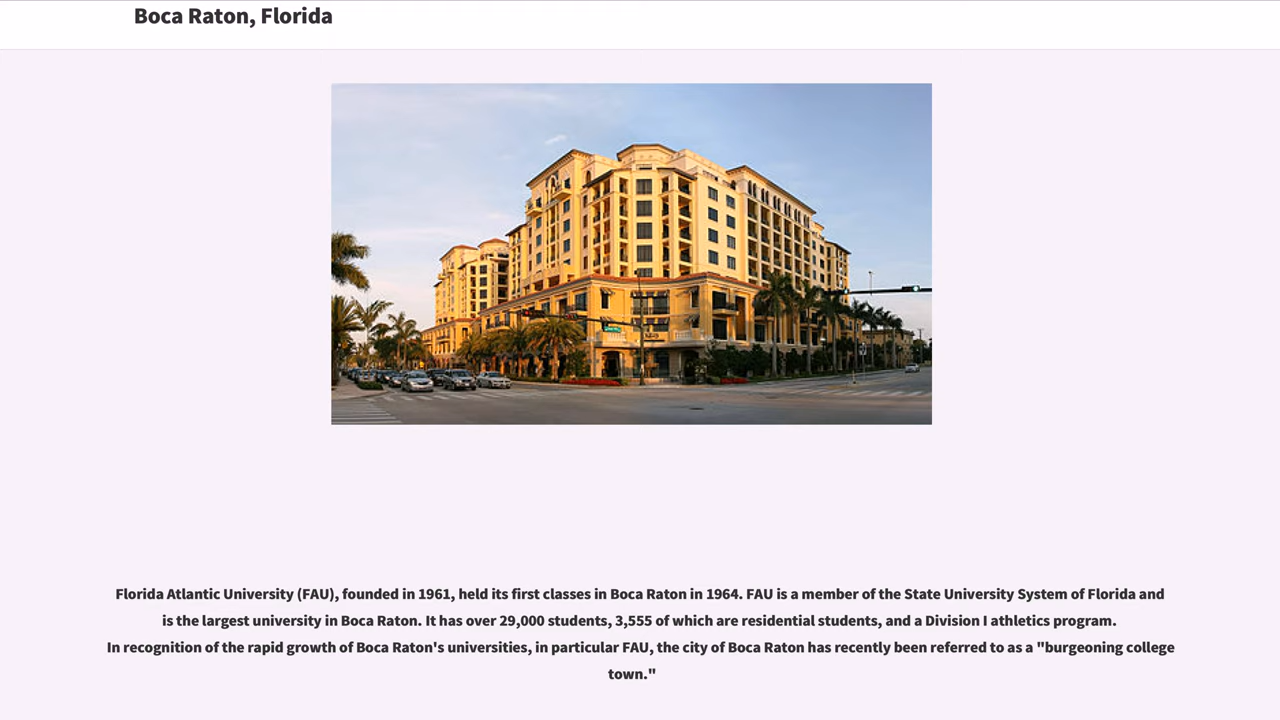 Boca Raton, Florida
Florida Atlantic University (FAU), founded in 1961, held its first classes in Boca Raton in 1964. FAU is a member of the State University System of Florida and
is the largest university in Boca Raton. It has over 29,000 students, 3,555 of which are residential students, and a Division I athletics program.
In recognition of the rapid growth of Boca Raton's universities, in particular FAU, the city of Boca Raton has recently been referred to as a "burgeoning college
town."